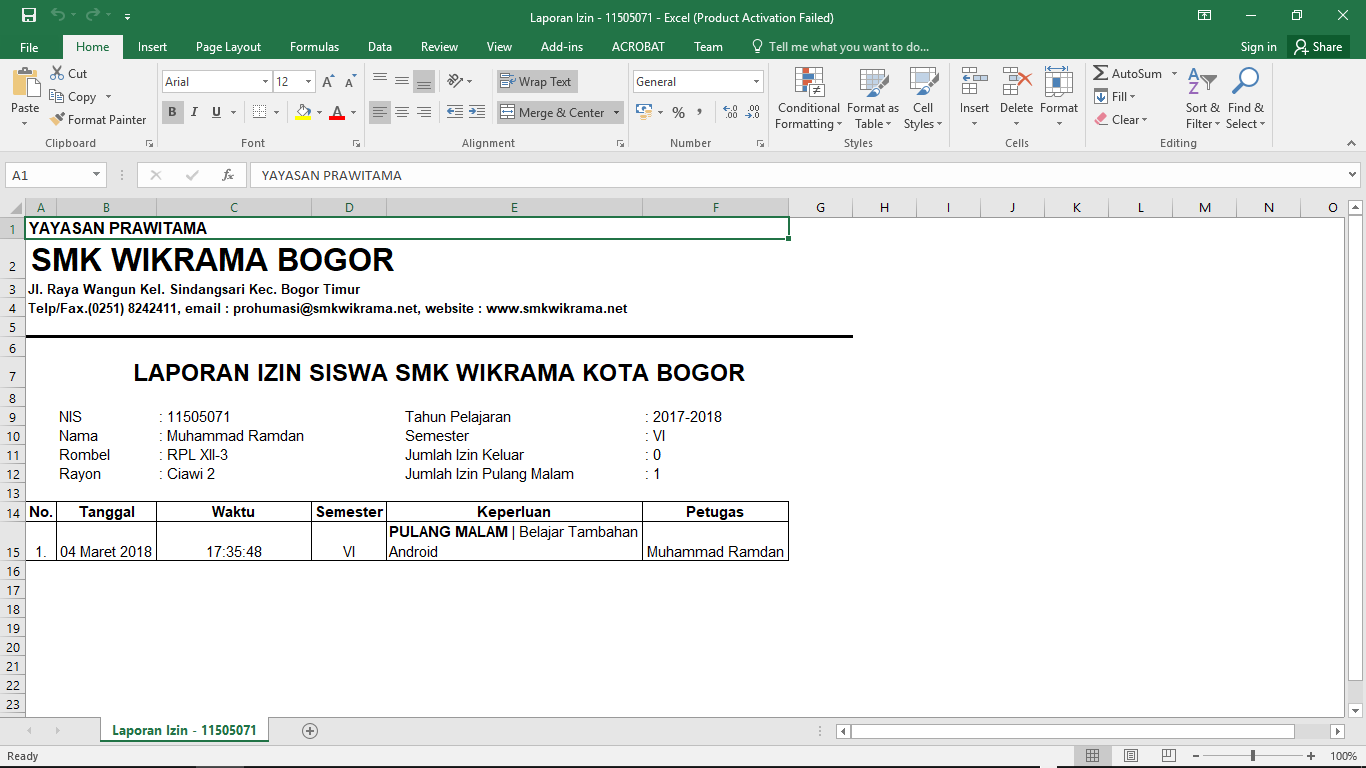 Laporan Izin - 11505071 - Excel (Product Activation Failed)
File Home Insert Page Layout Formulas Data Review View Add-ins ACROBAT Team Tell me what you want to do... Sign in Share
Paste
Cut
Copy
Format Painter
Clipboard
Arial 12
B I U
Font
Wrap Text
Merge & Center
Alignment
General
% ,
Number
Conditional Formatting
Format as Table
Cell Styles
Styles
Insert Delete Format
Cells
AutoSum
Fill
Clear
Sort & Filter
Find & Select
Editing
A1 fx YAYASAN PRAWITAMA
A B C D E F G H I J K L M N O
1 YAYASAN PRAWITAMA
2 SMK WIKRAMA BOGOR
3 Jl. Raya Wangun Kel. Sindangsari Kec. Bogor Timur
4 Telp/Fax.(0251) 8242411, email : prohumasi@smkwikrama.net, website : www.smkwikrama.net
5
6
7 LAPORAN IZIN SISWA SMK WIKRAMA KOTA BOGOR
8
9 NIS : 11505071 Tahun Pelajaran : 2017-2018
10 Nama : Muhammad Ramdan Semester : VI
11 Rombel : RPL XII-3 Jumlah Izin Keluar : 0
12 Rayon : Ciawi 2 Jumlah Izin Pulang Malam : 1
13
14 No. Tanggal Waktu Semester Keperluan Petugas
PULANG MALAM | Belajar Tambahan
15 1. 04 Maret 2018 17:35:48 VI Android Muhammad Ramdan
16
17
18
19
20
21
22
23
Laporan Izin - 11505071
Ready 100%